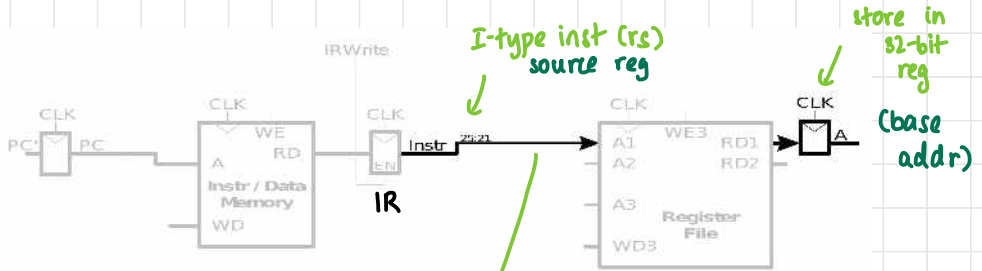 I-type inst (rs)
source reg
store in
32-bit
reg
(base
addr)
IRWrite
CLK
PC' PC
CLK
WE
A RD
Instr / Data
Memory
WD
CLK
EN
IR
Instr 25:21
CLK
WE3
A1 RD1
A2 RD2
A3
Register
File
WD3
CLK
A